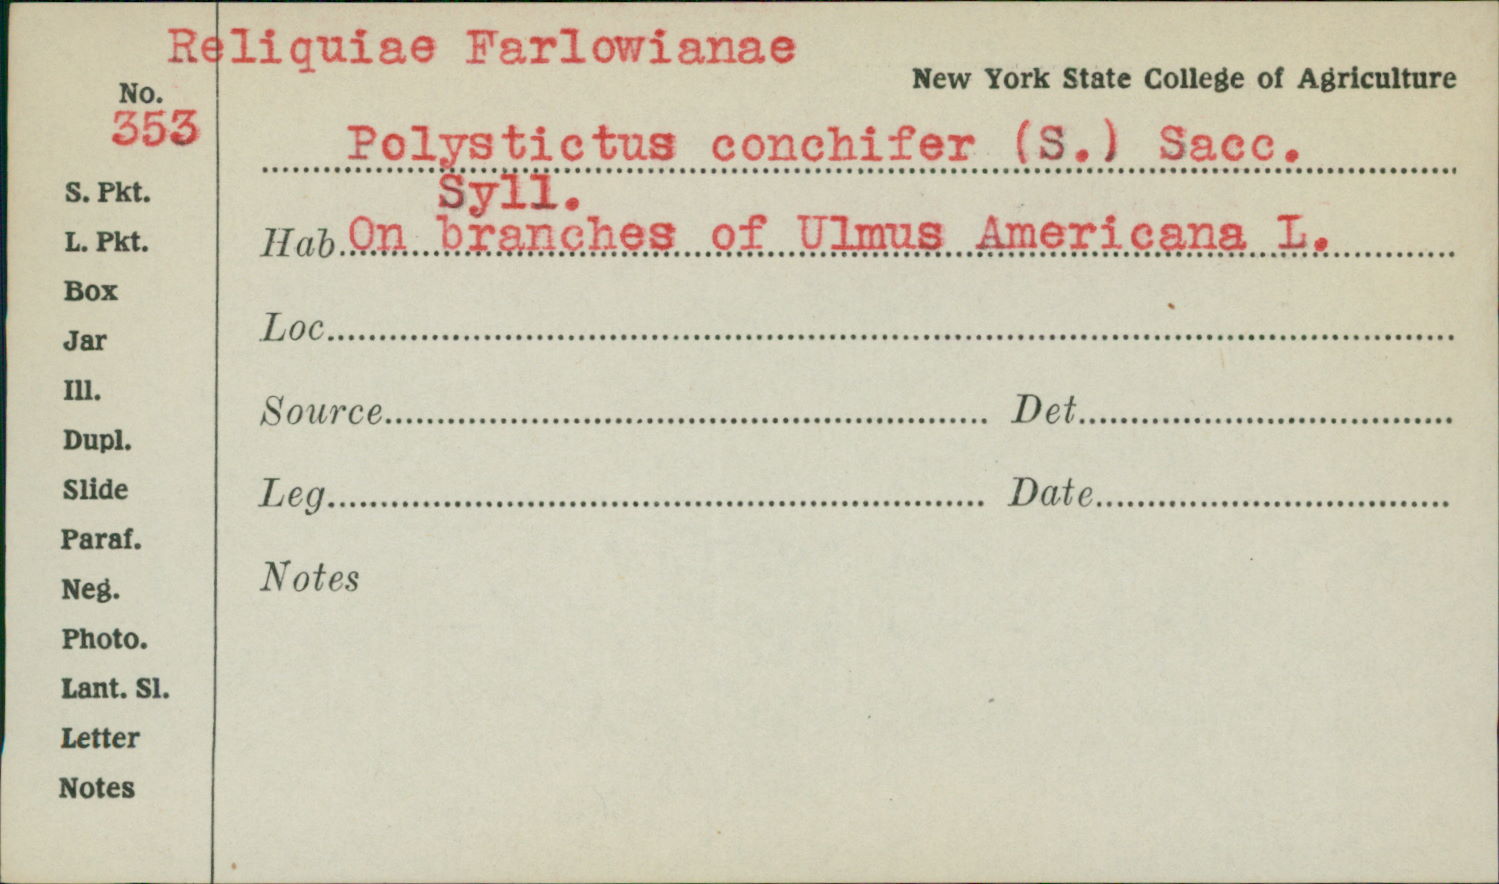 Reliquiae Farlowianae
New York State College of Agriculture
No.
353
Polystictus conchifer (S.) Sacc.
Syll.
Hab. On branches of Ulmus Americana L.
Loc.
Source
Det.
Leg.
Date
Notes
S. Pkt.
L. Pkt.
Box
Jar
Ill.
Dupl.
Slide
Paraf.
Neg.
Photo.
Lant. Sl.
Letter
Notes